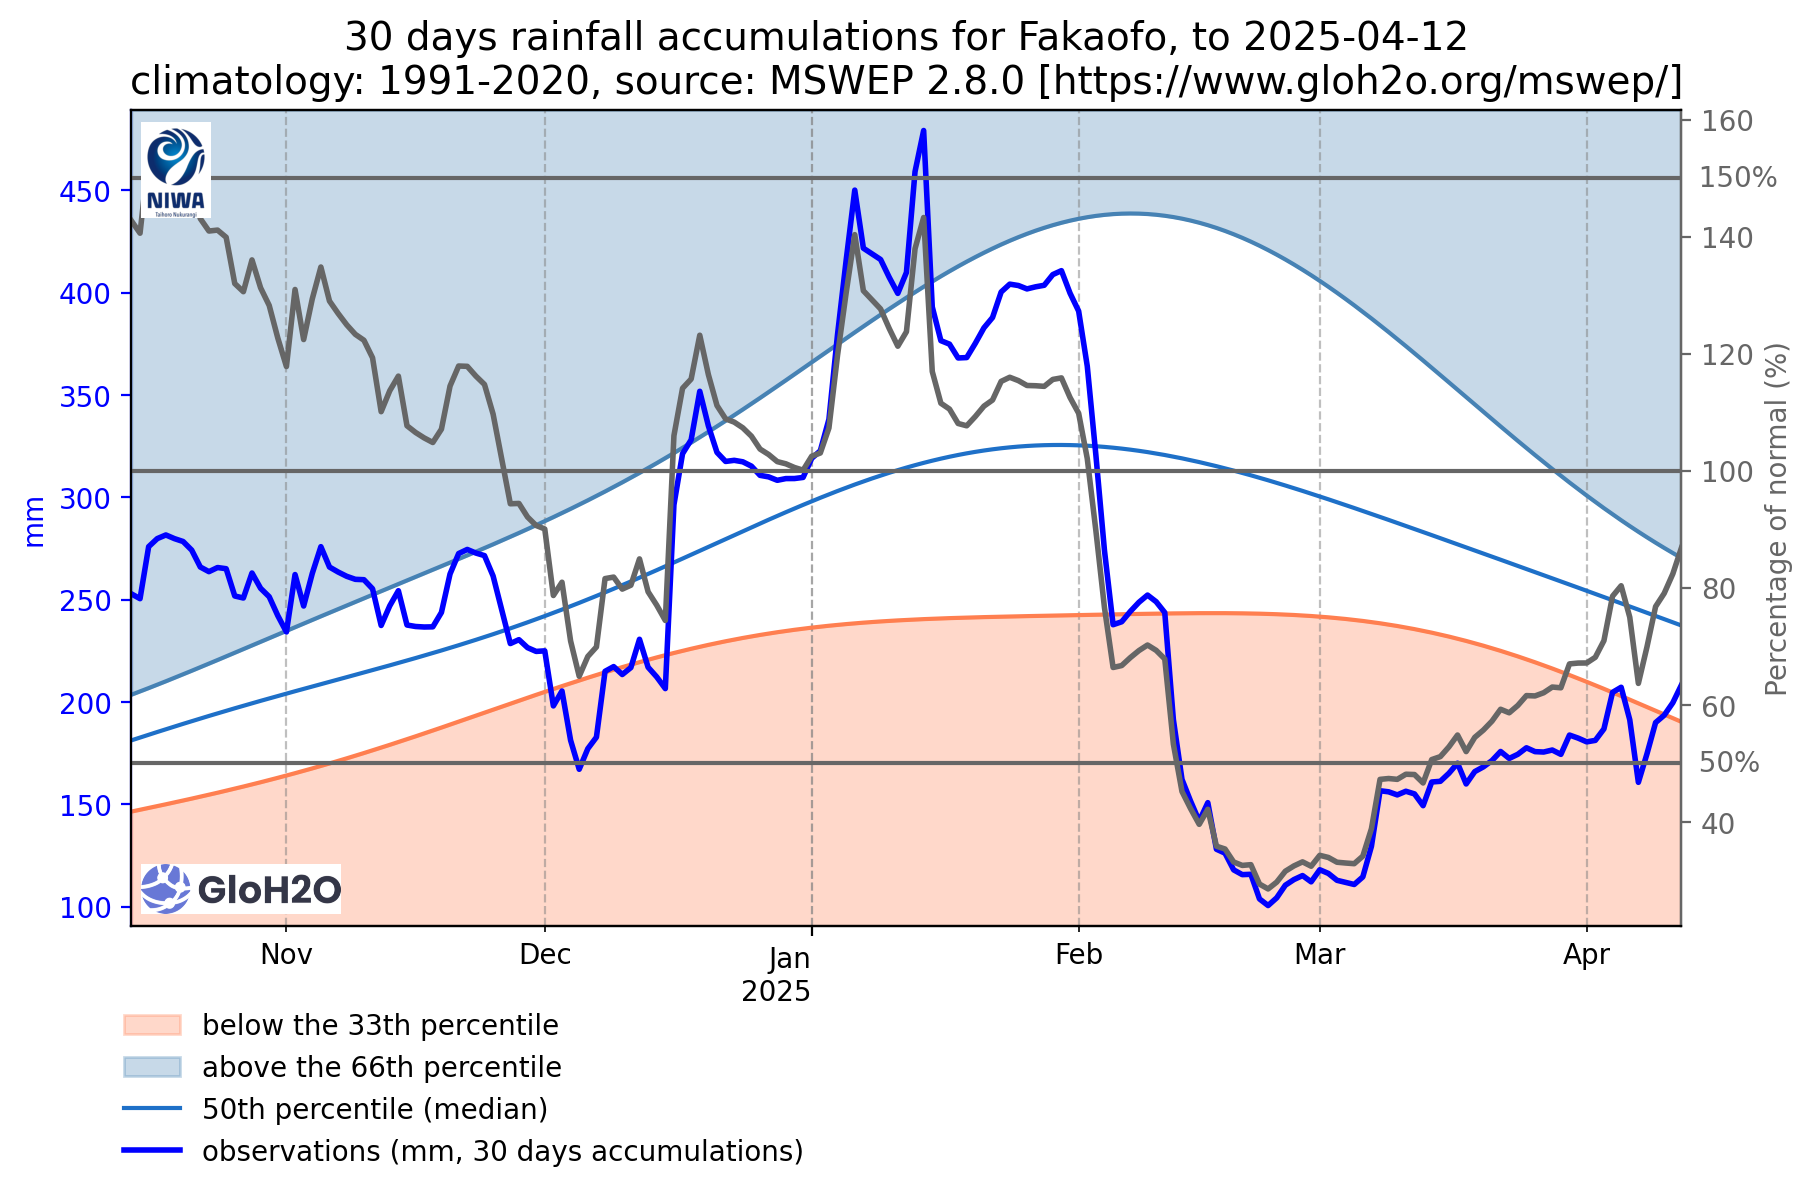 30 days rainfall accumulations for Fakaofo, to 2025-04-12
climatology: 1991-2020, source: MSWEP 2.8.0 [https://www.gloh2o.org/mswep/]
NIWA
Taihoro Nukurangi
450
400
350
300
250
200
150
100
mm
160
150%
140
120
100
80
60
50%
40
Percentage of normal (%)
GloH2O
Nov
Dec
Jan
2025
Feb
Mar
Apr
below the 33th percentile
above the 66th percentile
50th percentile (median)
observations (mm, 30 days accumulations)